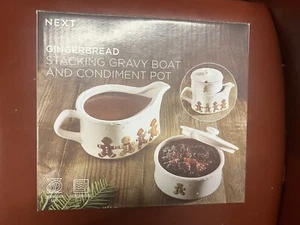 NEXT
GINGERBREAD
STACKING GRAVY BOAT
AND CONDIMENT POT